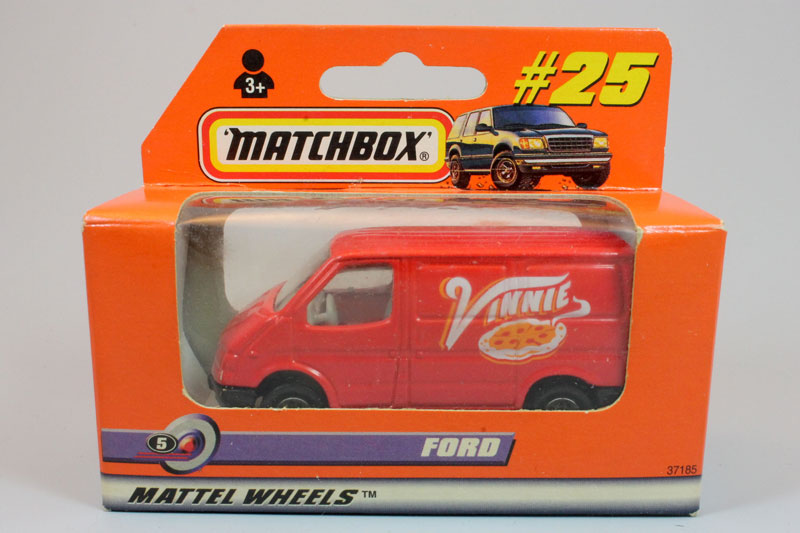 #25
3+
'MATCHBOX'®
VINNIE
5
FORD
37185
MATTEL WHEELS™